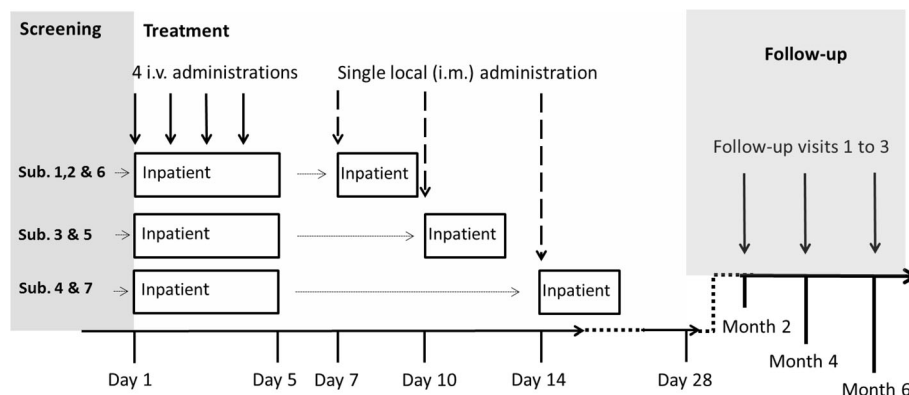 Screening
Treatment
Follow-up
4 i.v. administrations
Single local (i.m.) administration
Follow-up visits 1 to 3
Sub. 1,2 & 6
Inpatient
Inpatient
Sub. 3 & 5
Inpatient
Inpatient
Sub. 4 & 7
Inpatient
Inpatient
Day 1
Day 5
Day 7
Day 10
Day 14
Day 28
Month 2
Month 4
Month 6